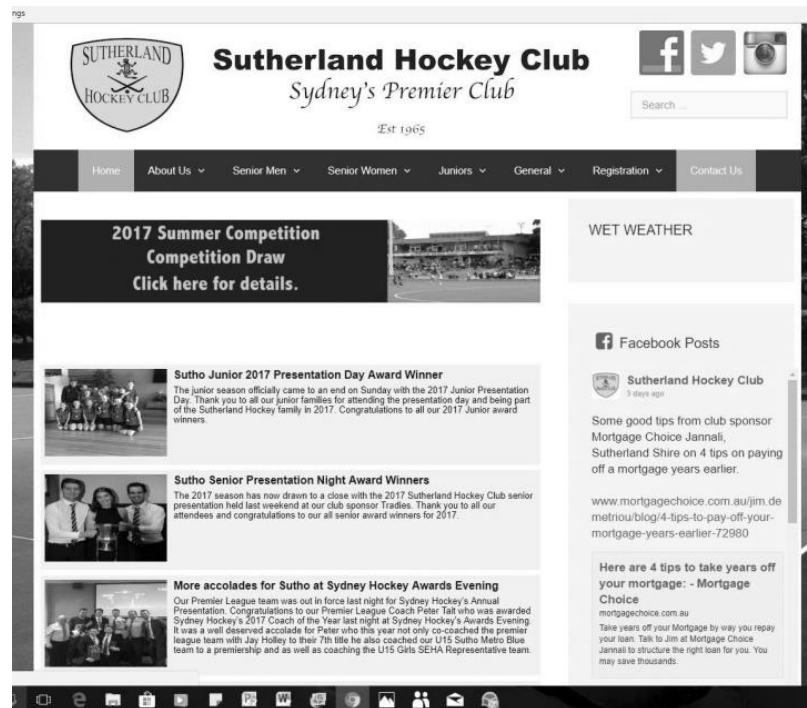 ngs
SUTHERLAND
HOCKEY CLUB
Sutherland Hockey Club
Sydney's Premier Club
Est 1965
Search ...
Home
About Us
Senior Men
Senior Women
Juniors
General
Registration
Contact Us
2017 Summer Competition
Competition Draw
Click here for details.
Sutho Junior 2017 Presentation Day Award Winner
The junior season officially came to an end on Sunday with the 2017 Junior Presentation
Day. Thank you to all our junior families for attending the presentation day and being part
of the Sutherland Hockey family in 2017. Congratulations to all our 2017 Junior award
winners.
Sutho Senior Presentation Night Award Winners
The 2017 season has now drawn to a close with the 2017 Sutherland Hockey Club senior
presentation held last weekend at our club sponsor Tradies. Thank you to all our
attendees and congratulations to our all senior award winners for 2017.
More accolades for Sutho at Sydney Hockey Awards Evening
Our Premier League team was out in force last night for Sydney Hockey's Annual
Presentation. Congratulations to our Premier League Coach Peter Tait who was awarded
Sydney Hockey's 2017 Coach of the Year last night at Sydney Hockey's Awards Evening.
It was a well deserved accolade for Peter who this year not only co-coached the premier
league team with Jay Holley to their 7th title he also coached our U15 Sutho Metro Blue
team to a premiership and as well as coaching the U15 Girls SEHA Representative team.
WET WEATHER
Facebook Posts
Sutherland Hockey Club
3 days ago
Some good tips from club sponsor
Mortgage Choice Jannali,
Sutherland Shire on 4 tips on paying
off a mortgage years earlier.
www.mortgagechoice.com.au/jim.de
metriou/blog/4-tips-to-pay-off-your-
mortgage-years-earlier-72980
Here are 4 tips to take years off
your mortgage: - Mortgage
Choice
mortgagechoice.com.au
Take years off your Mortgage by way you repay
your loan. Talk to Jim at Mortgage Choice
Jannali to structure the right loan for you. You
may save thousands.